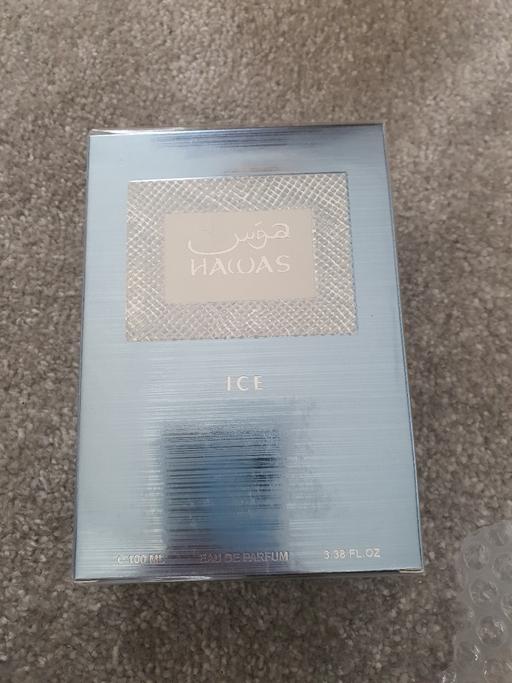 هوس
HAWAS
ICE
℮ 100 ML EAU DE PARFUM 3.38 FL.OZ